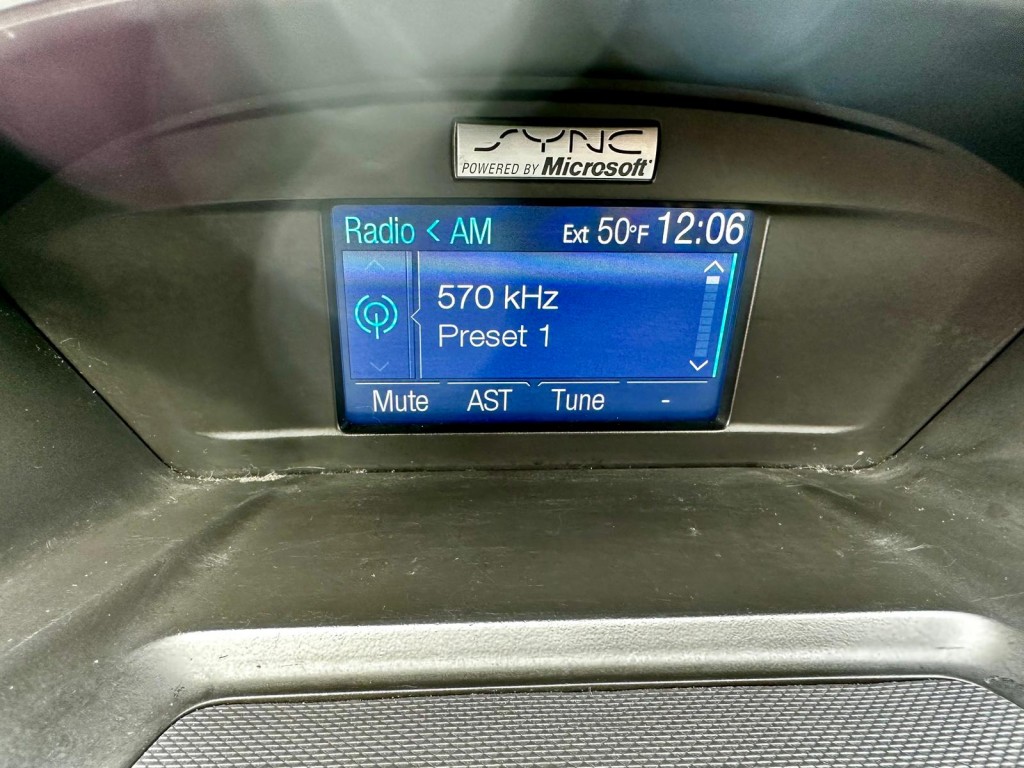 SYNC
POWERED BY Microsoft
Radio < AM Ext 50°F 12:06
570 kHz
Preset 1
Mute AST Tune -